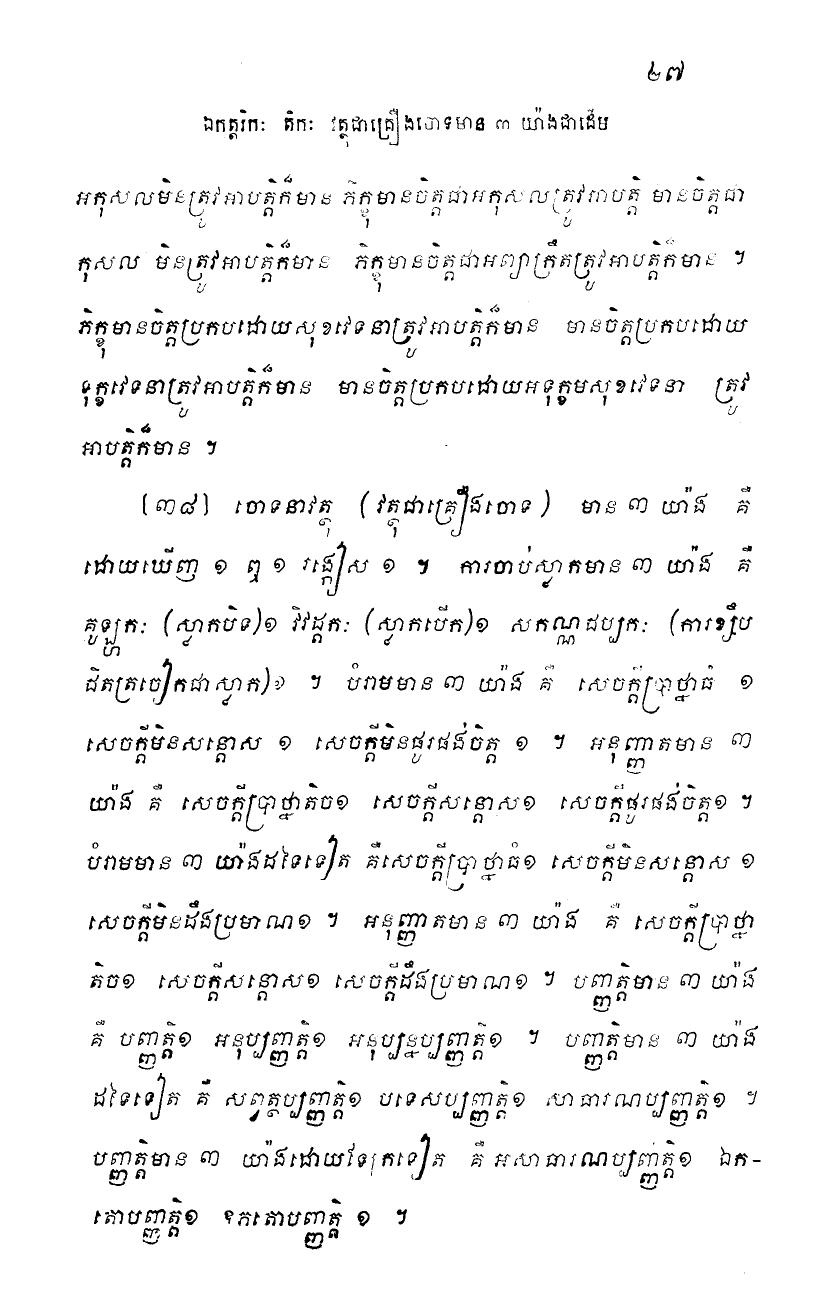 ២៧
ឯកត្តរិកៈ តិកៈ វត្ថុជាគ្រឿងចោទមាន ៣ យ៉ាងជាដើម
អកុសលមិនត្រូវអាបត្តិក៏មាន ភិក្ខុមានចិត្តជាអកុសលត្រូវអាបត្តិ មានចិត្តជា
កុសល មិនត្រូវអាបត្តិក៏មាន ភិក្ខុមានចិត្តជាអព្យាក្រឹតត្រូវអាបត្តិក៏មាន ។
ភិក្ខុមានចិត្តប្រកបដោយសុខវេទនាត្រូវអាបត្តិក៏មាន មានចិត្តប្រកបដោយ
ទុក្ខវេទនាត្រូវអាបត្តិក៏មាន មានចិត្តប្រកបដោយអទុក្ខមសុខវេទនា ត្រូវ
អាបត្តិក៏មាន ។
[៣៨] ចោទនាវត្ថុ (វត្ថុជាគ្រឿងចោទ) មាន ៣ យ៉ាង គឺ
ដោយឃើញ ១ ឮ ១ រង្កៀស ១ ។ ការចាប់ស្លាកមាន ៣ យ៉ាង គឺ
គូឡ្ហកៈ (ស្លាកបិទ)១ វិវដ្តកៈ (ស្លាកបើក)១ សកណ្ណជប្បកៈ (ការខ្សឹប
ជិតត្រចៀកជាស្លាក)១ ។ បំរាមមាន ៣ យ៉ាង គឺ សេចក្តីប្រាថ្នាធំ ១
សេចក្តីមិនសន្តោស ១ សេចក្តីមិនផូរផង់ចិត្ត ១ ។ អនុញ្ញាតមាន ៣
យ៉ាង គឺ សេចក្តីប្រាថ្នាតិច១ សេចក្តីសន្តោស១ សេចក្តីផូរផង់ចិត្ត១ ។
បំរាមមាន ៣ យ៉ាងដទៃទៀត គឺសេចក្តីប្រាថ្នាធំ១ សេចក្តីមិនសន្តោស ១
សេចក្តីមិនដឹងប្រមាណ១ ។ អនុញ្ញាតមាន ៣ យ៉ាង គឺ សេចក្តីប្រាថ្នា
តិច១ សេចក្តីសន្តោស១ សេចក្តីដឹងប្រមាណ១ ។ បញ្ញត្តិមាន ៣ យ៉ាង
គឺ បញ្ញត្តិ១ អនុប្បញ្ញត្តិ១ អនុប្បន្នប្បញ្ញត្តិ១ ។ បញ្ញត្តិមាន ៣ យ៉ាង
ដទៃទៀត គឺ សព្វត្ថប្បញ្ញត្តិ១ បទេសប្បញ្ញត្តិ១ សាធារណប្បញ្ញត្តិ១ ។
បញ្ញត្តិមាន ៣ យ៉ាងដោយឡែកទៀត គឺ អសាធារណប្បញ្ញត្តិ១ ឯក-
តោបញ្ញត្តិ១ ឧភតោបញ្ញត្តិ ១ ។